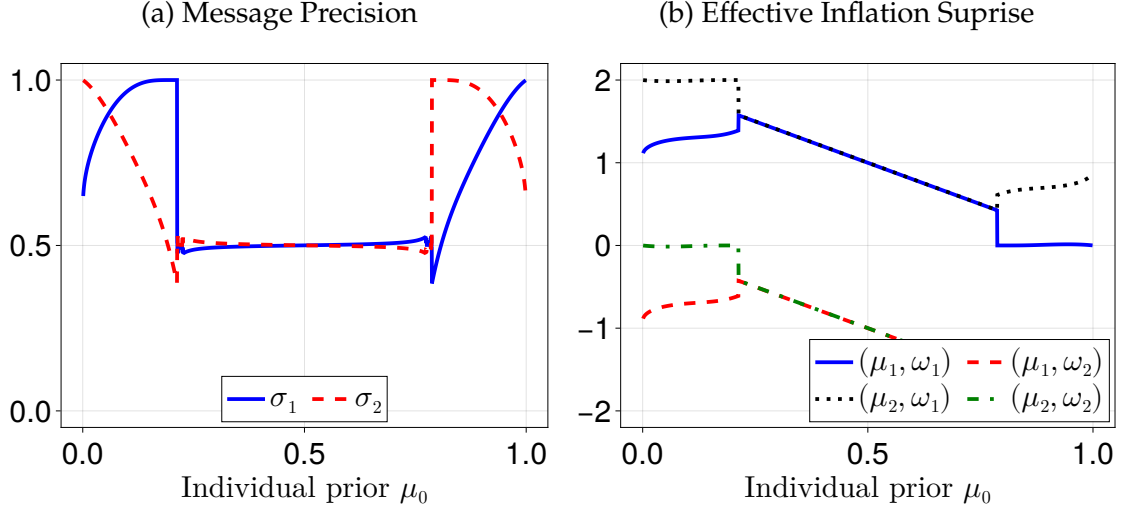 (a) Message Precision
1.0
0.5
0.0
σ₁ σ₂
0.0 0.5 1.0
Individual prior μ₀
(b) Effective Inflation Suprise
2
1
0
−1
−2
(μ₁, ω₁) (μ₁, ω₂)
(μ₂, ω₁) (μ₂, ω₂)
0.0 0.5 1.0
Individual prior μ₀